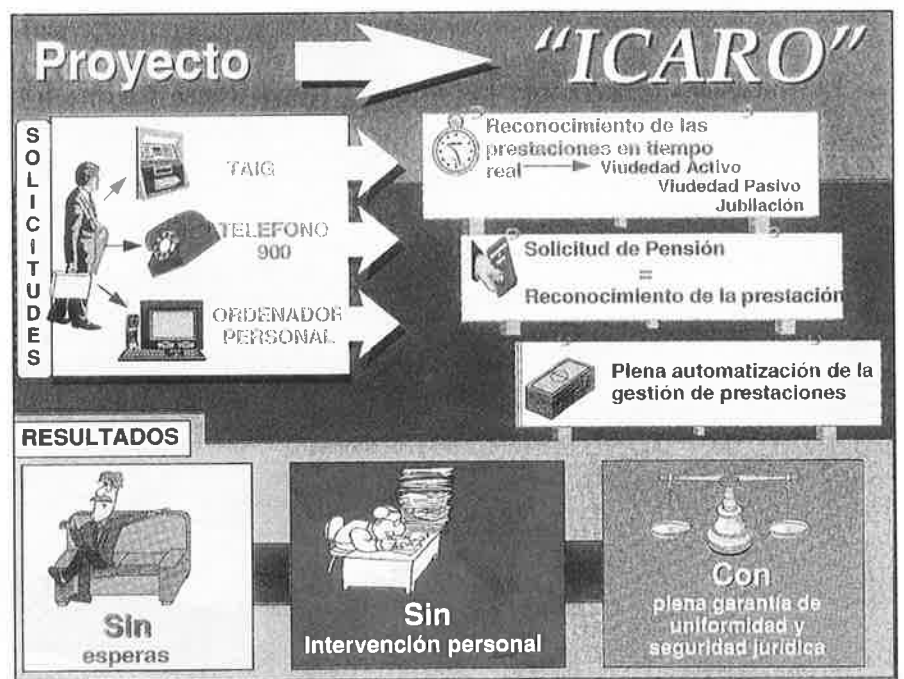 Proyecto
"ICARO"
SOLICITUDES
TAIG
TELEFONO
900
ORDENADOR
PERSONAL
Reconocimiento de las
prestaciones en tiempo
real
Viudedad Activo
Viudedad Pasivo
Jubilación
Solicitud de Pensión
=
Reconocimiento de la prestación
Plena automatización de la
gestión de prestaciones
RESULTADOS
Sin
esperas
Sin
Intervención personal
Con
plena garantía de
uniformidad y
seguridad jurídica